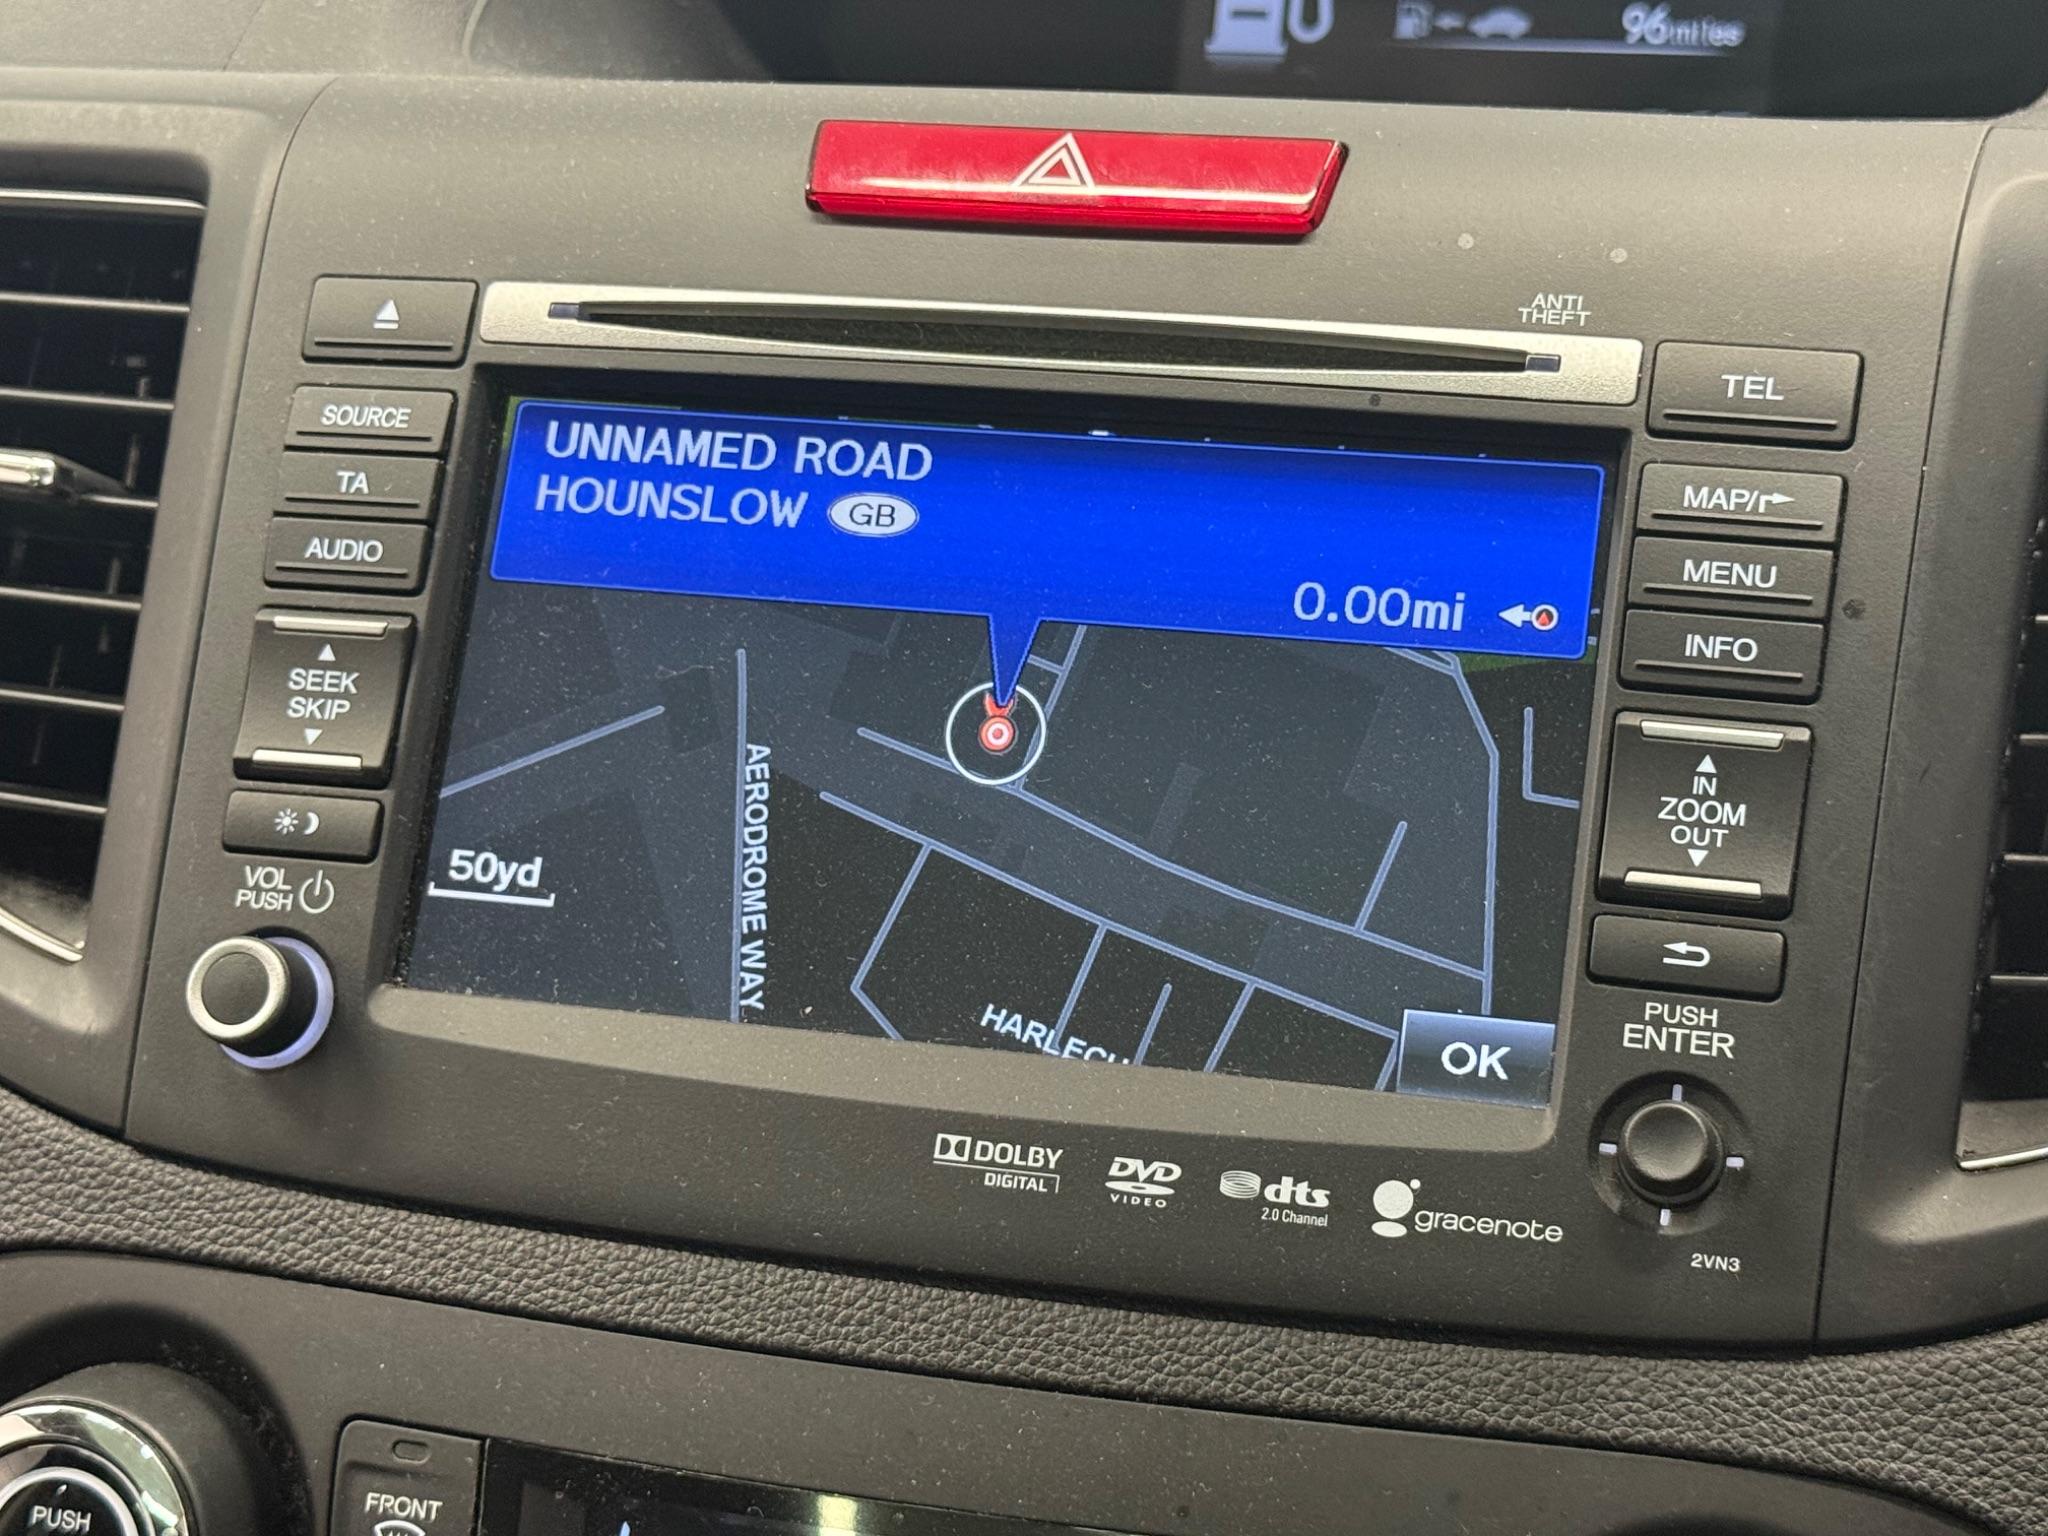 96
ANTI
THEFT
SOURCE
TA
AUDIO
SEEK
SKIP
VOL
PUSH
UNNAMED ROAD
HOUNSLOW GB
0.00mi
50yd
AERODROME WAY
OK
TEL
MAP/
MENU
INFO
IN
ZOOM
OUT
PUSH
ENTER
DOLBY
DIGITAL
DVD
VIDEO
dts
2.0 Channel
gracenote
2VN3
PUSH
FRONT